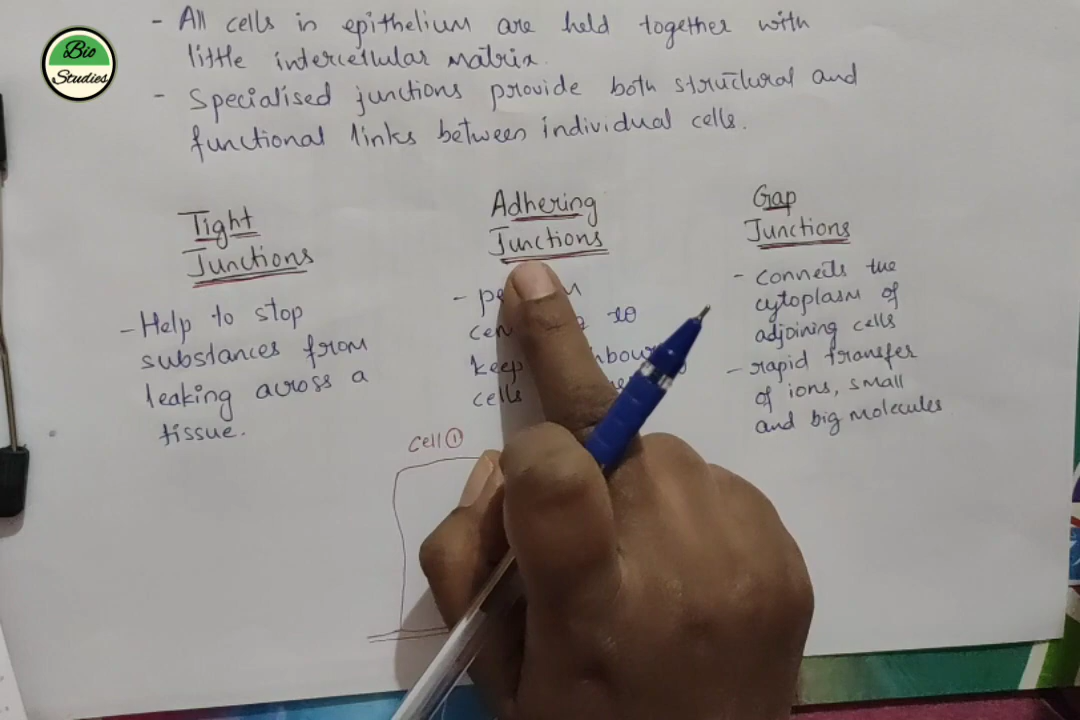 Bio
Studies
- All cells in epithelium are held together with
little intercellular matrix.
- Specialised junctions provide both structural and
functional links between individual cells.
Tight
Junctions
- Help to stop
substances from
leaking across a
tissue.
Adhering
Junctions
-
keep
cells
Gap
Junctions
- connects the
cytoplasm of
adjoining cells
- rapid transfer
of ions, small
and big molecules
Cell ①